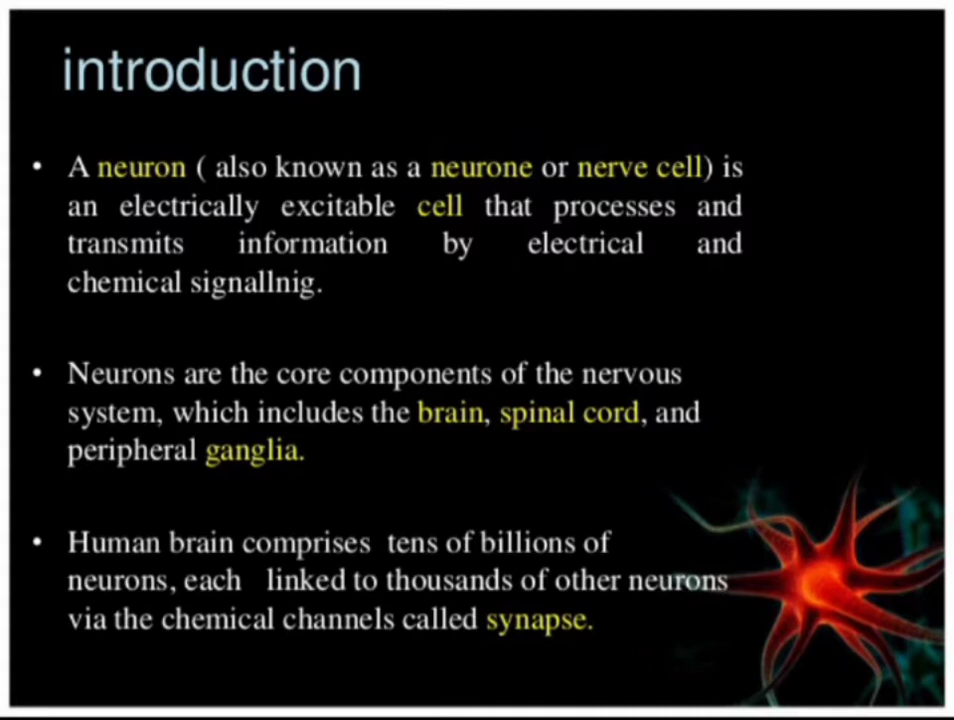 introduction
• A neuron ( also known as a neurone or nerve cell) is
an electrically excitable cell that processes and
transmits information by electrical and
chemical signallnig.
• Neurons are the core components of the nervous
system, which includes the brain, spinal cord, and
peripheral ganglia.
• Human brain comprises tens of billions of
neurons, each linked to thousands of other neurons
via the chemical channels called synapse.